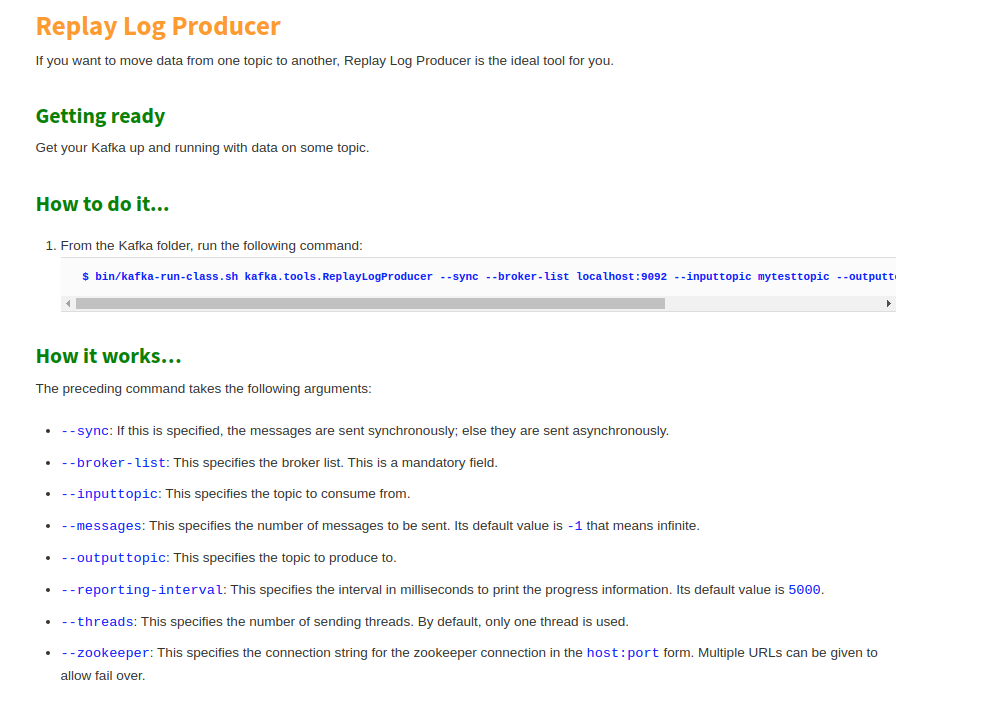 Replay Log Producer
If you want to move data from one topic to another, Replay Log Producer is the ideal tool for you.
Getting ready
Get your Kafka up and running with data on some topic.
How to do it...
1. From the Kafka folder, run the following command:
$ bin/kafka-run-class.sh kafka.tools.ReplayLogProducer --sync --broker-list localhost:9092 --inputtopic mytesttopic
How it works...
The preceding command takes the following arguments:
• --sync: If this is specified, the messages are sent synchronously; else they are sent asynchronously.
• --broker-list: This specifies the broker list. This is a mandatory field.
• --inputtopic: This specifies the topic to consume from.
• --messages: This specifies the number of messages to be sent. Its default value is -1 that means infinite.
• --outputtopic: This specifies the topic to produce to.
• --reporting-interval: This specifies the interval in milliseconds to print the progress information. Its default value is 5000.
• --threads: This specifies the number of sending threads. By default, only one thread is used.
• --zookeeper: This specifies the connection string for the zookeeper connection in the host:port form. Multiple URLs can be given to
allow fail over.